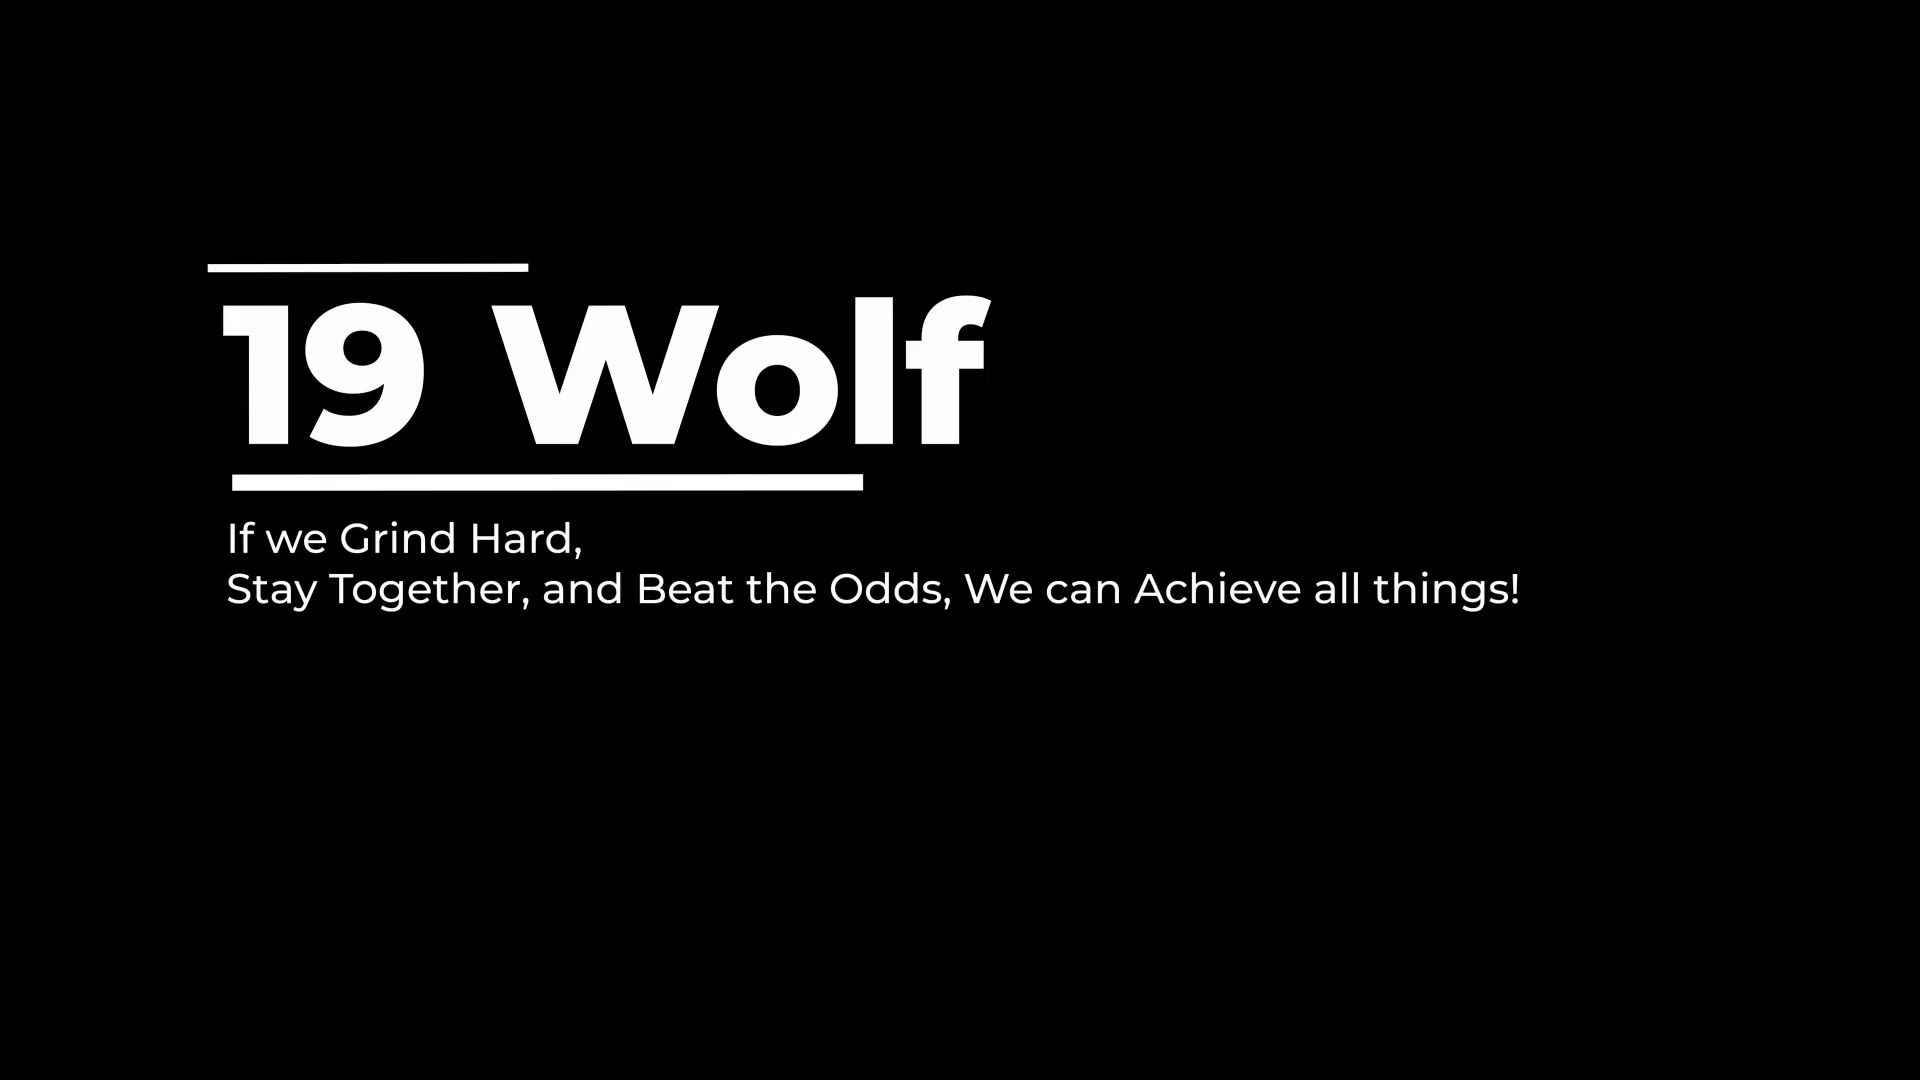 19 Wolf
If we Grind Hard,
Stay Together, and Beat the Odds, We can Achieve all things!